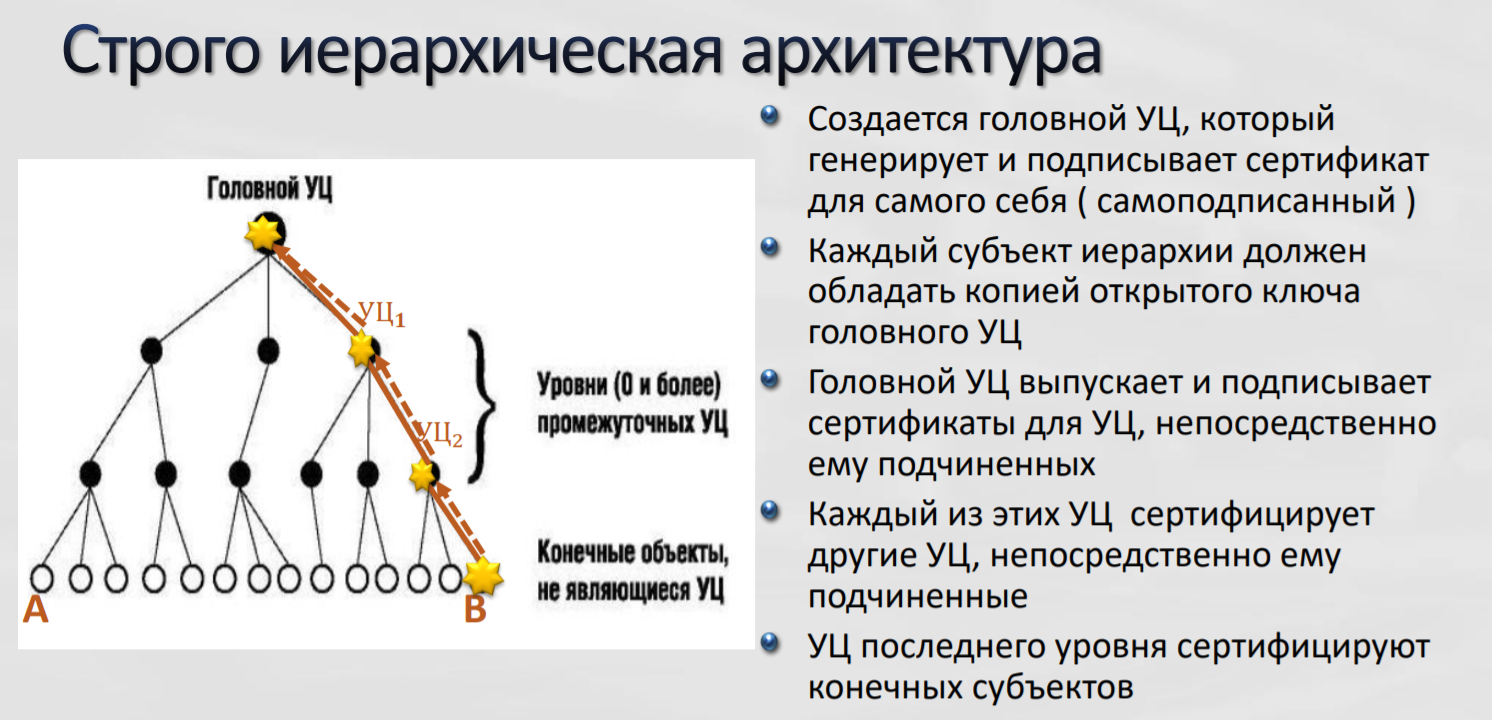 Строго иерархическая архитектура
Головной УЦ
УЦ₁
УЦ₂
Уровни (0 и более)
промежуточных УЦ
Конечные объекты,
не являющиеся УЦ
A
B
Создается головной УЦ, который
генерирует и подписывает сертификат
для самого себя ( самоподписанный )
Каждый субъект иерархии должен
обладать копией открытого ключа
головного УЦ
Головной УЦ выпускает и подписывает
сертификаты для УЦ, непосредственно
ему подчиненных
Каждый из этих УЦ  сертифицирует
другие УЦ, непосредственно ему
подчиненные
УЦ последнего уровня сертифицируют
конечных субъектов